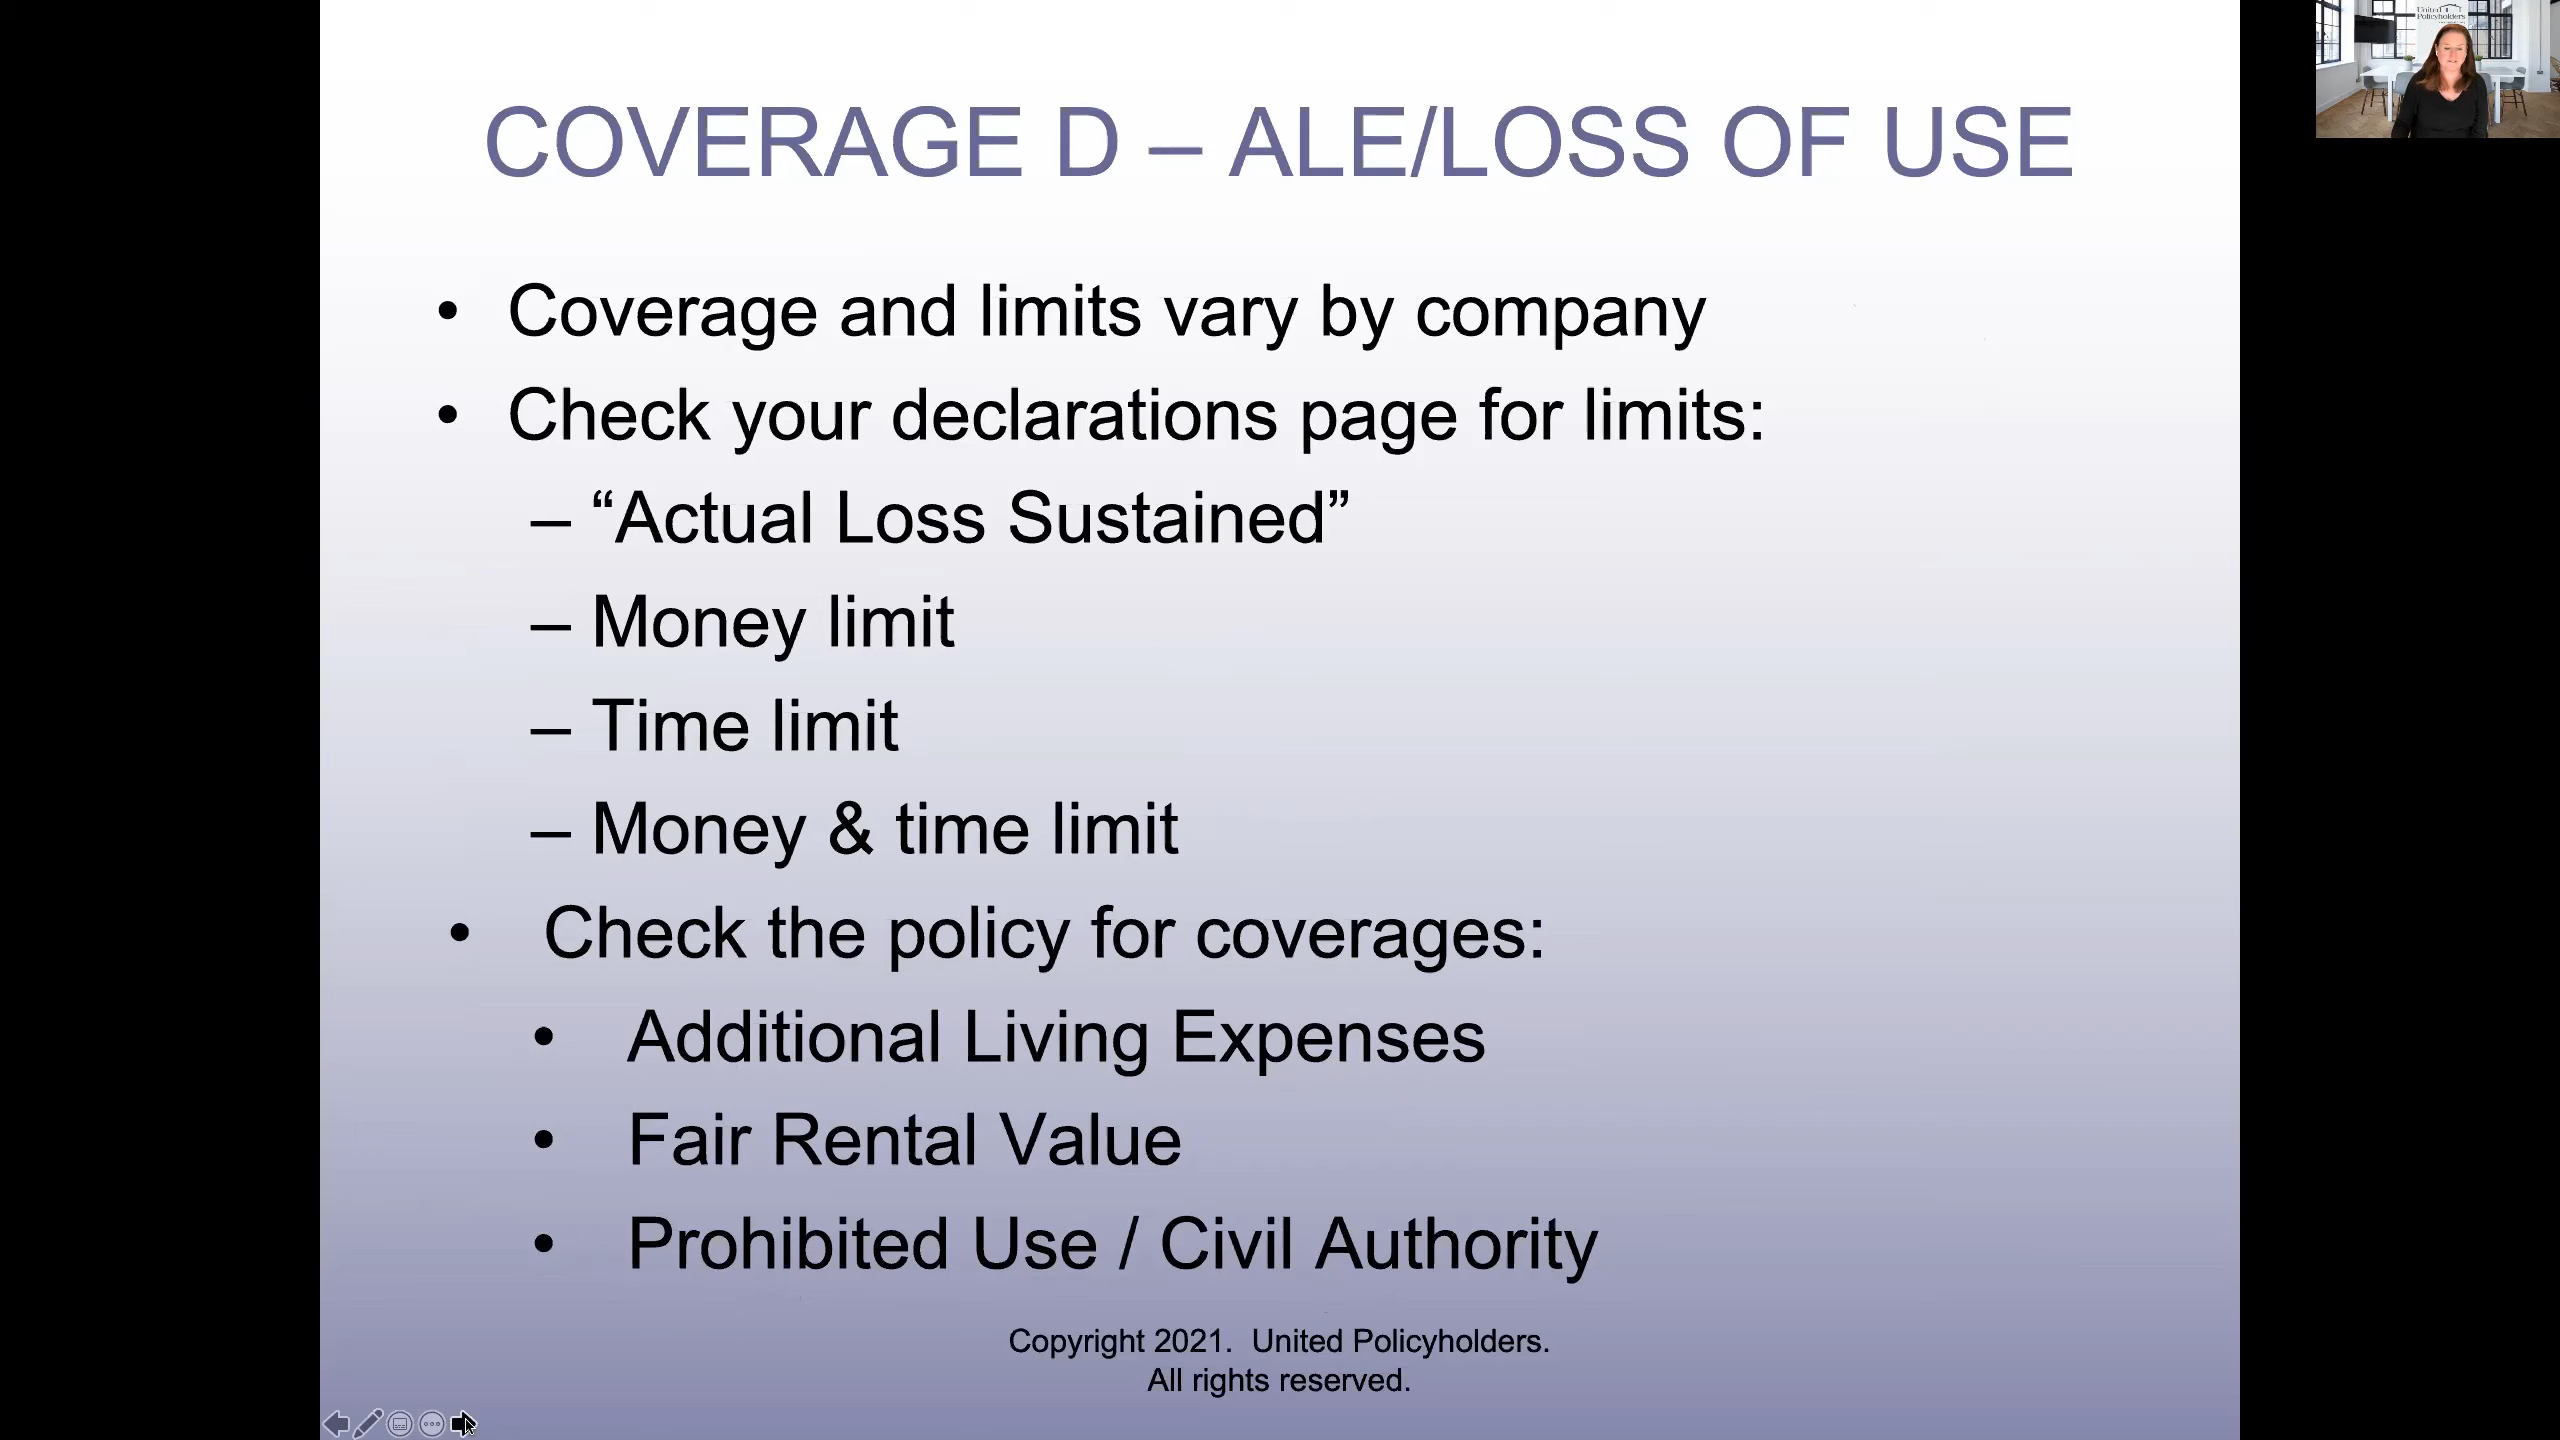 COVERAGE D – ALE/LOSS OF USE
• Coverage and limits vary by company
• Check your declarations page for limits:
– “Actual Loss Sustained”
– Money limit
– Time limit
– Money & time limit
• Check the policy for coverages:
• Additional Living Expenses
• Fair Rental Value
• Prohibited Use / Civil Authority
Copyright 2021. United Policyholders.
All rights reserved.
United
Policyholders